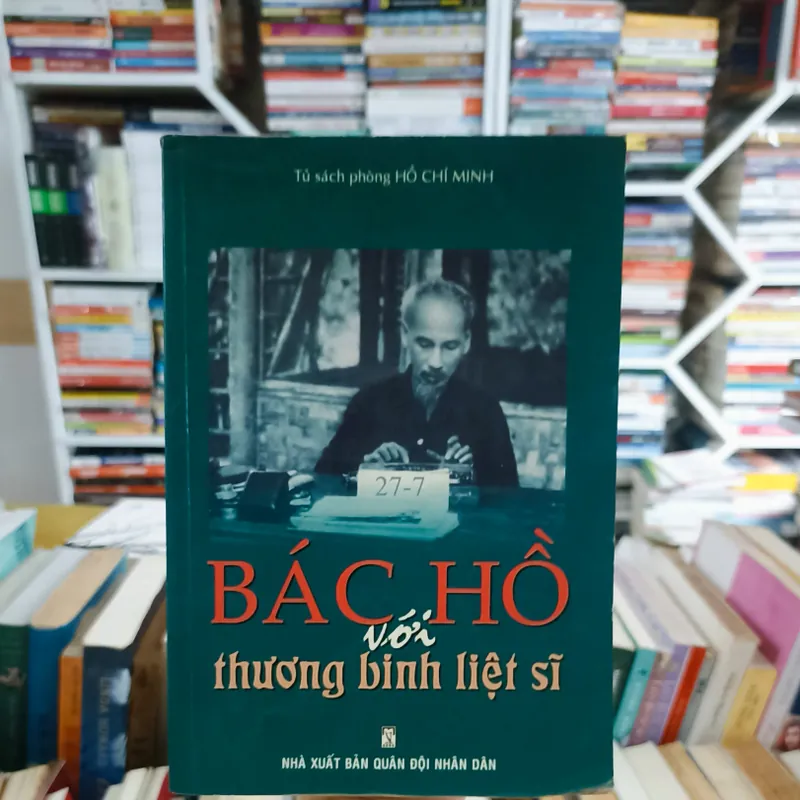 Tủ sách phòng HỒ CHÍ MINH
27-7
BÁC HỒ
với
thương binh liệt sĩ
NHÀ XUẤT BẢN QUÂN ĐỘI NHÂN DÂN